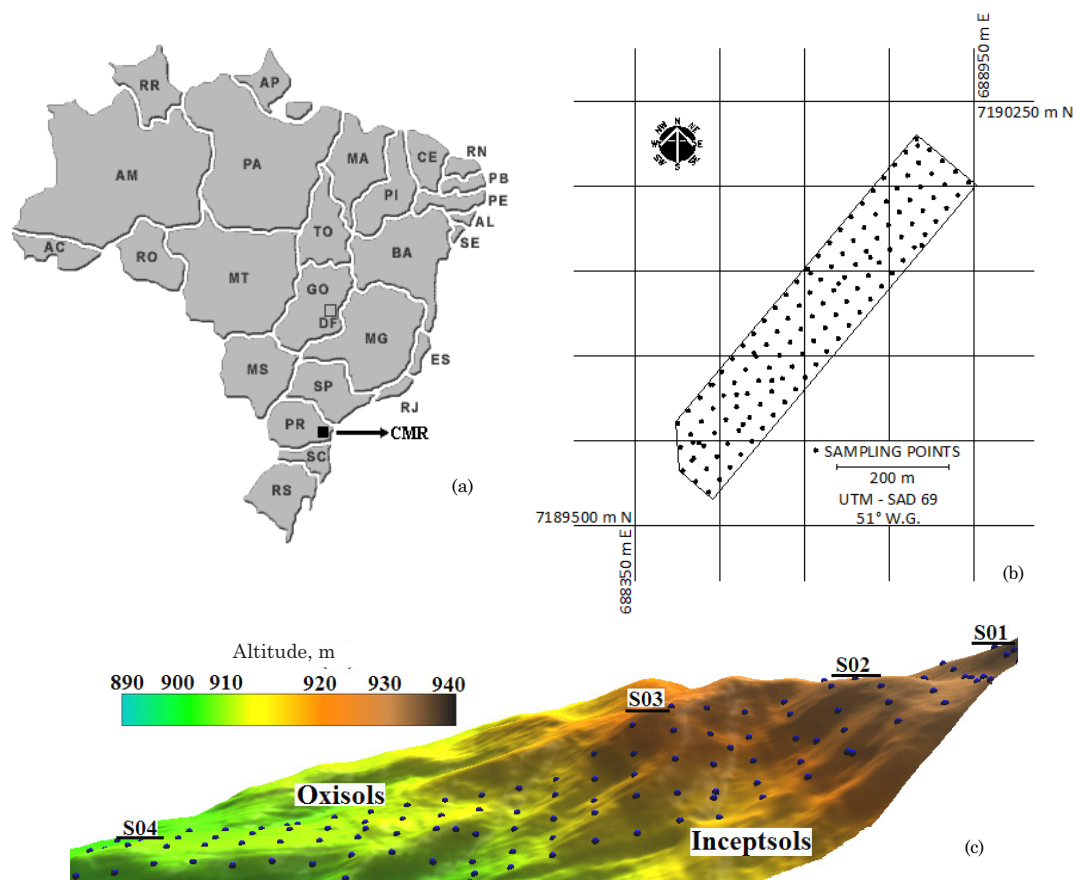 RR
AP
AM
PA
MA
CE
RN
PB
PE
AL
SE
PI
AC
RO
TO
BA
MT
GO
DF
MG
ES
MS
SP
RJ
PR
CMR
SC
RS
(a)
688950 m E
7190250 m N
N
NE
E
SE
S
SW
W
NW
SAMPLING POINTS
200 m
UTM - SAD 69
51° W.G.
7189500 m N
688350 m E
(b)
Altitude, m
890 900 910 920 930 940
S01
S02
S03
Oxisols
S04
Inceptsols
(c)